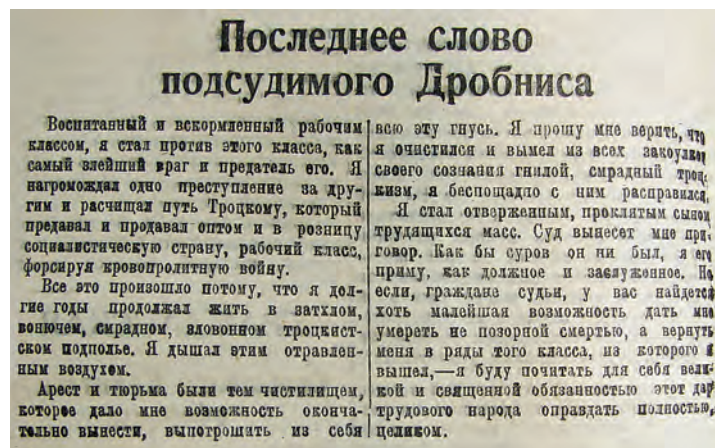 Последнее слово
подсудимого Дробниса
Воспитанный и вскормленный рабочим
классом, я стал против этого класса, как
самый злейший враг и предатель его. Я
нагромождал одно преступление за дру-
гим и расчищал путь Троцкому, который
предавал и продавал оптом и в розницу
социалистическую страну, рабочий класс,
форсируя кровопролитную войну.
Все это произошло потому, что я дол-
гие годы продолжал жить в затхлом,
вонючем, смрадном, зловонном троцкист-
ском подполье. Я дышал этим отравлен-
ным воздухом.
Арест и тюрьма были тем чистилищем,
которое дало мне возможность оконча-
тельно вынести, выпотрошить из себя
всю эту гнусь. Я прошу мне верить, что
я очистился и вымел из всех закоулков
своего сознания гнилой, смрадный троц-
кизм, я беспощадно с ним расправился.
Я стал отверженным, проклятым сыном
трудящихся масс. Суд вынесет мне при-
говор. Как бы суров он ни был, я его
приму, как должное и заслуженное. Но
если, граждане судьи, у вас найдется
хоть малейшая возможность дать мне
умереть не позорной смертью, а вернуть
меня в ряды того класса, из которого я
вышел,—я буду почитать для себя вели-
кой и священной обязанностью этот дар
трудового народа оправдать полностью,
целиком.